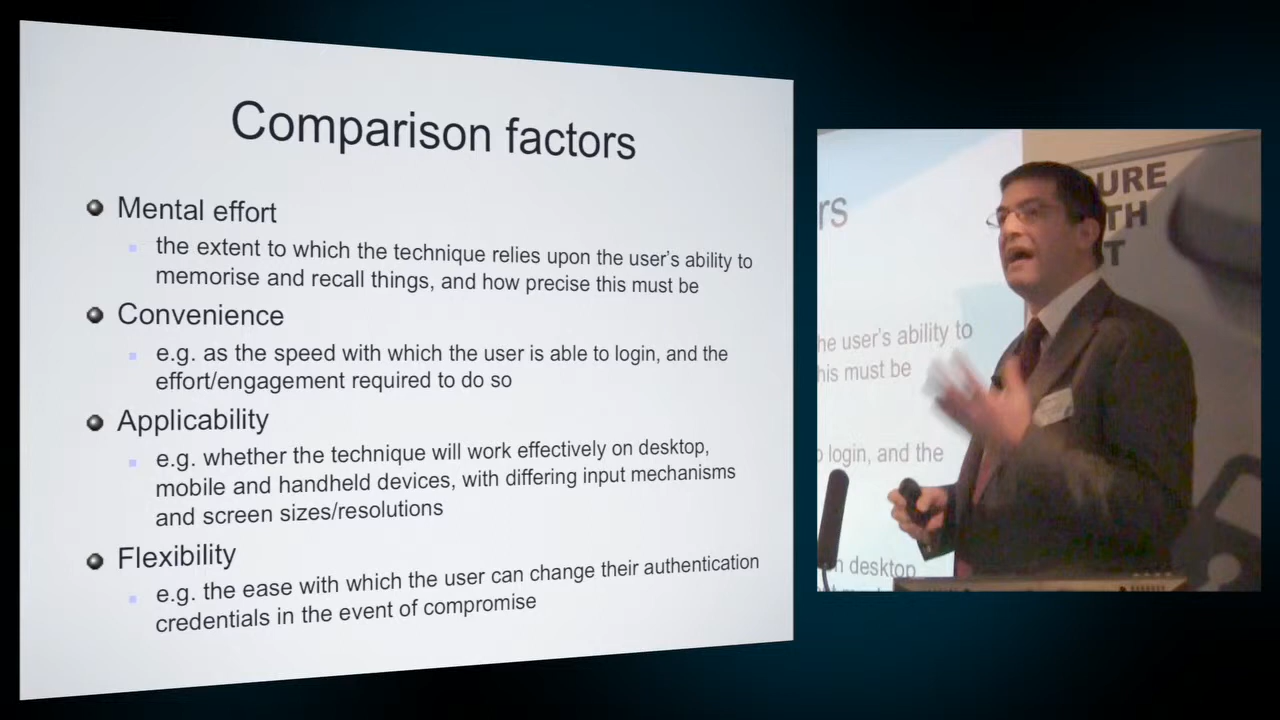 Comparison factors
Mental effort
the extent to which the technique relies upon the user's ability to
memorise and recall things, and how precise this must be
Convenience
e.g. as the speed with which the user is able to login, and the
effort/engagement required to do so
Applicability
e.g. whether the technique will work effectively on desktop,
mobile and handheld devices, with differing input mechanisms
and screen sizes/resolutions
Flexibility
e.g. the ease with which the user can change their authentication
credentials in the event of compromise
rs
he user's ability to
his must be
login, and the
desktop
URE
TH
T